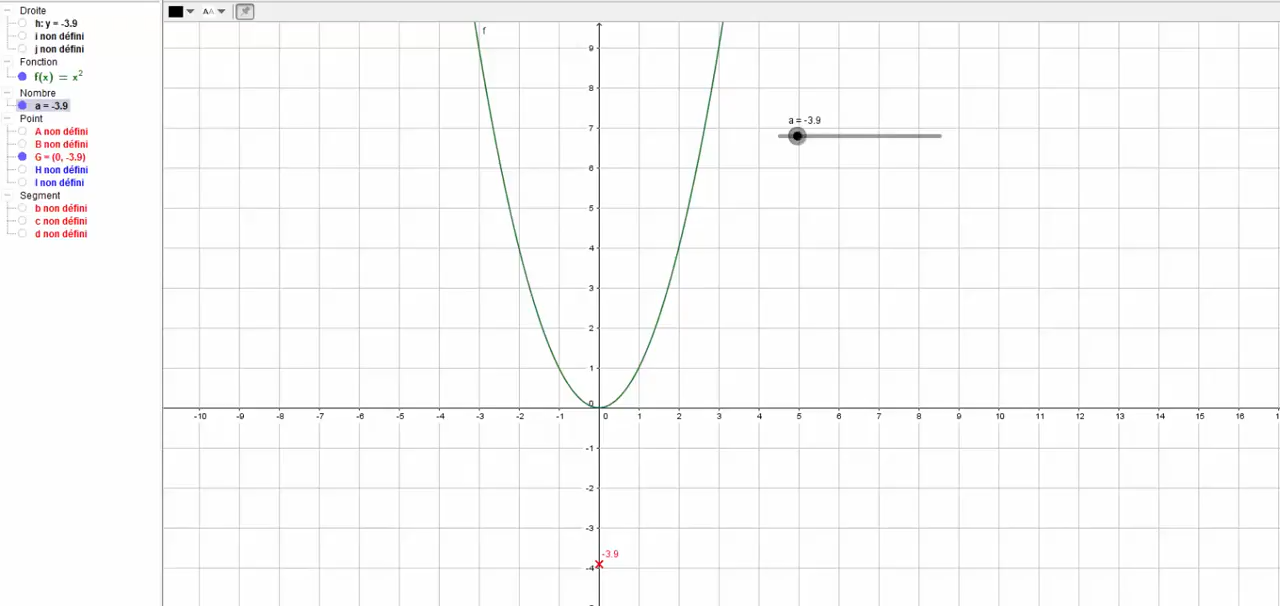 Droite
h: y = -3.9
i non défini
j non défini
Fonction
f(x) = x²
Nombre
a = -3.9
Point
A non défini
B non défini
G = (0, -3.9)
H non défini
I non défini
Segment
b non défini
c non défini
d non défini
AA
f
a = -3.9
9
8
7
6
5
4
3
2
1
0
-10 -9 -8 -7 -6 -5 -4 -3 -2 -1 0 1 2 3 4 5 6 7 8 9 10 11 12 13 14 15 16
-1
-2
-3
-3.9
-4